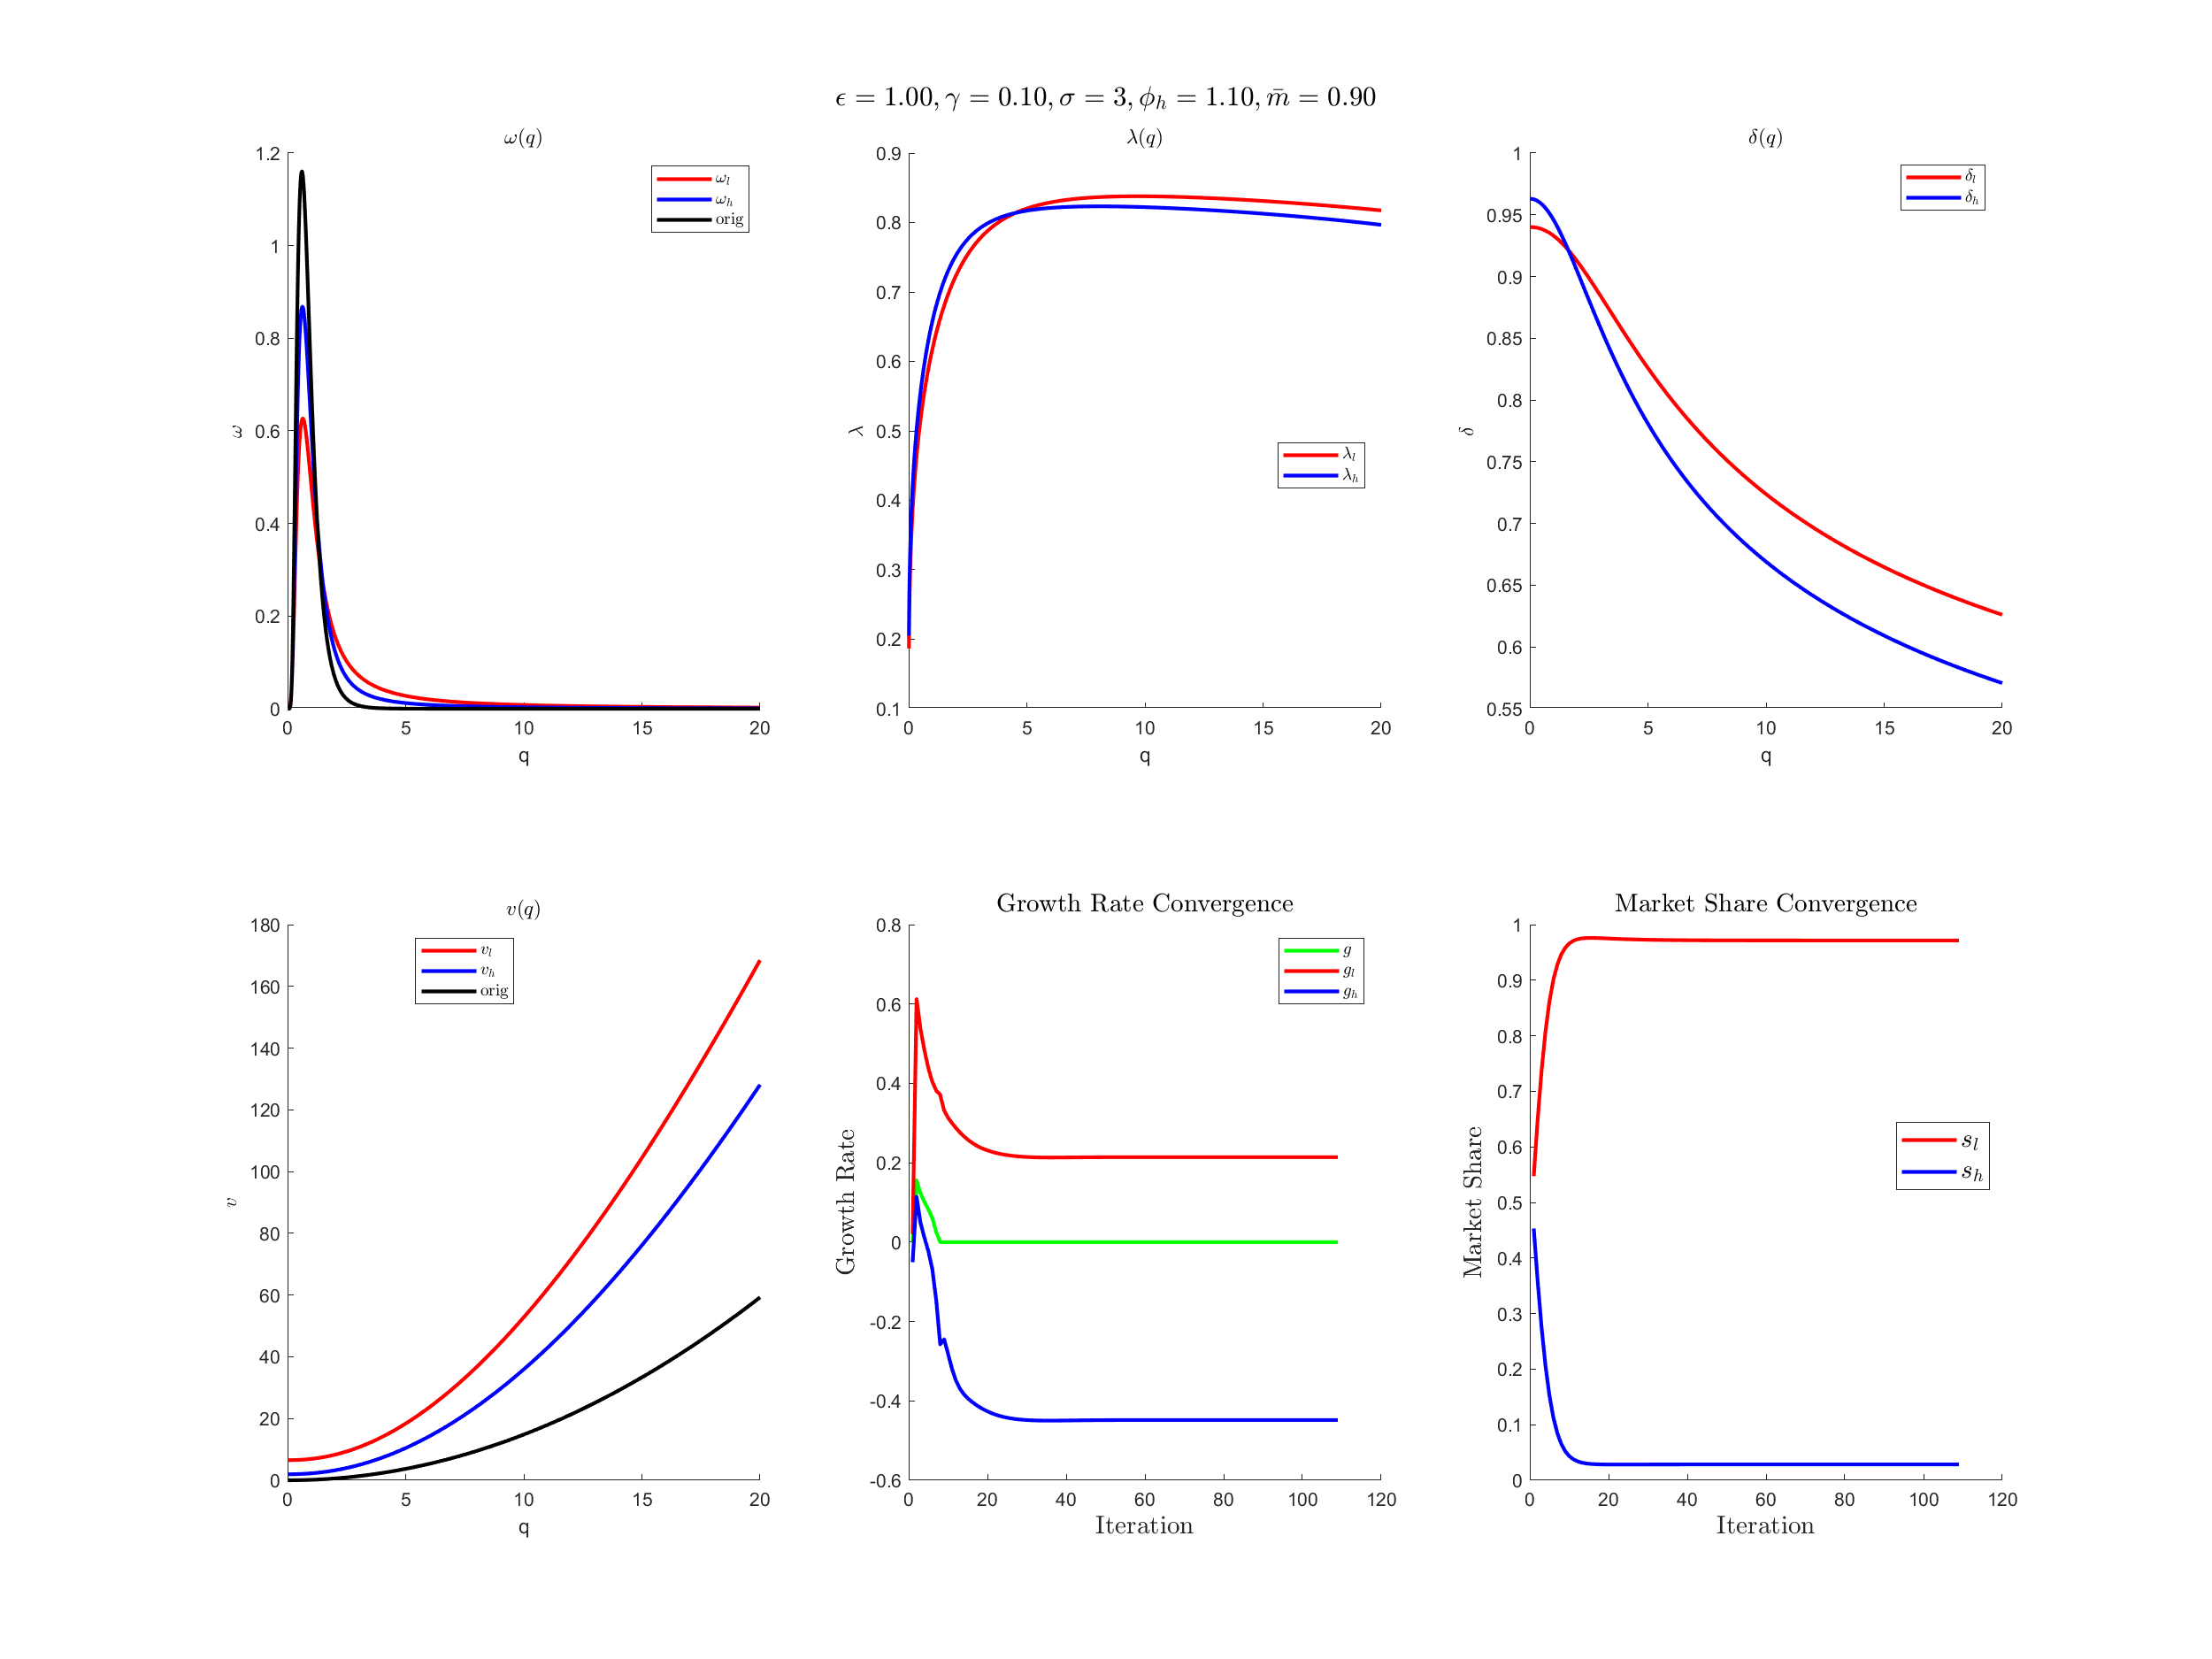 ϵ = 1.00, γ = 0.10, σ = 3, ϕ_h = 1.10, m̄ = 0.90
ω(q)
1.2
1
0.8
0.6
0.4
0.2
0
ω
0 5 10 15 20
q
ω_l
ω_h
orig
λ(q)
0.9
0.8
0.7
0.6
0.5
0.4
0.3
0.2
0.1
λ
0 5 10 15 20
q
λ_l
λ_h
δ(q)
1
0.95
0.9
0.85
0.8
0.75
0.7
0.65
0.6
0.55
δ
0 5 10 15 20
q
δ_l
δ_h
v(q)
180
160
140
120
100
80
60
40
20
0
v
0 5 10 15 20
q
v_l
v_h
orig
Growth Rate Convergence
0.8
0.6
0.4
0.2
0
-0.2
-0.4
-0.6
Growth Rate
0 20 40 60 80 100 120
Iteration
g
g_l
g_h
Market Share Convergence
1
0.9
0.8
0.7
0.6
0.5
0.4
0.3
0.2
0.1
0
Market Share
0 20 40 60 80 100 120
Iteration
s_l
s_h